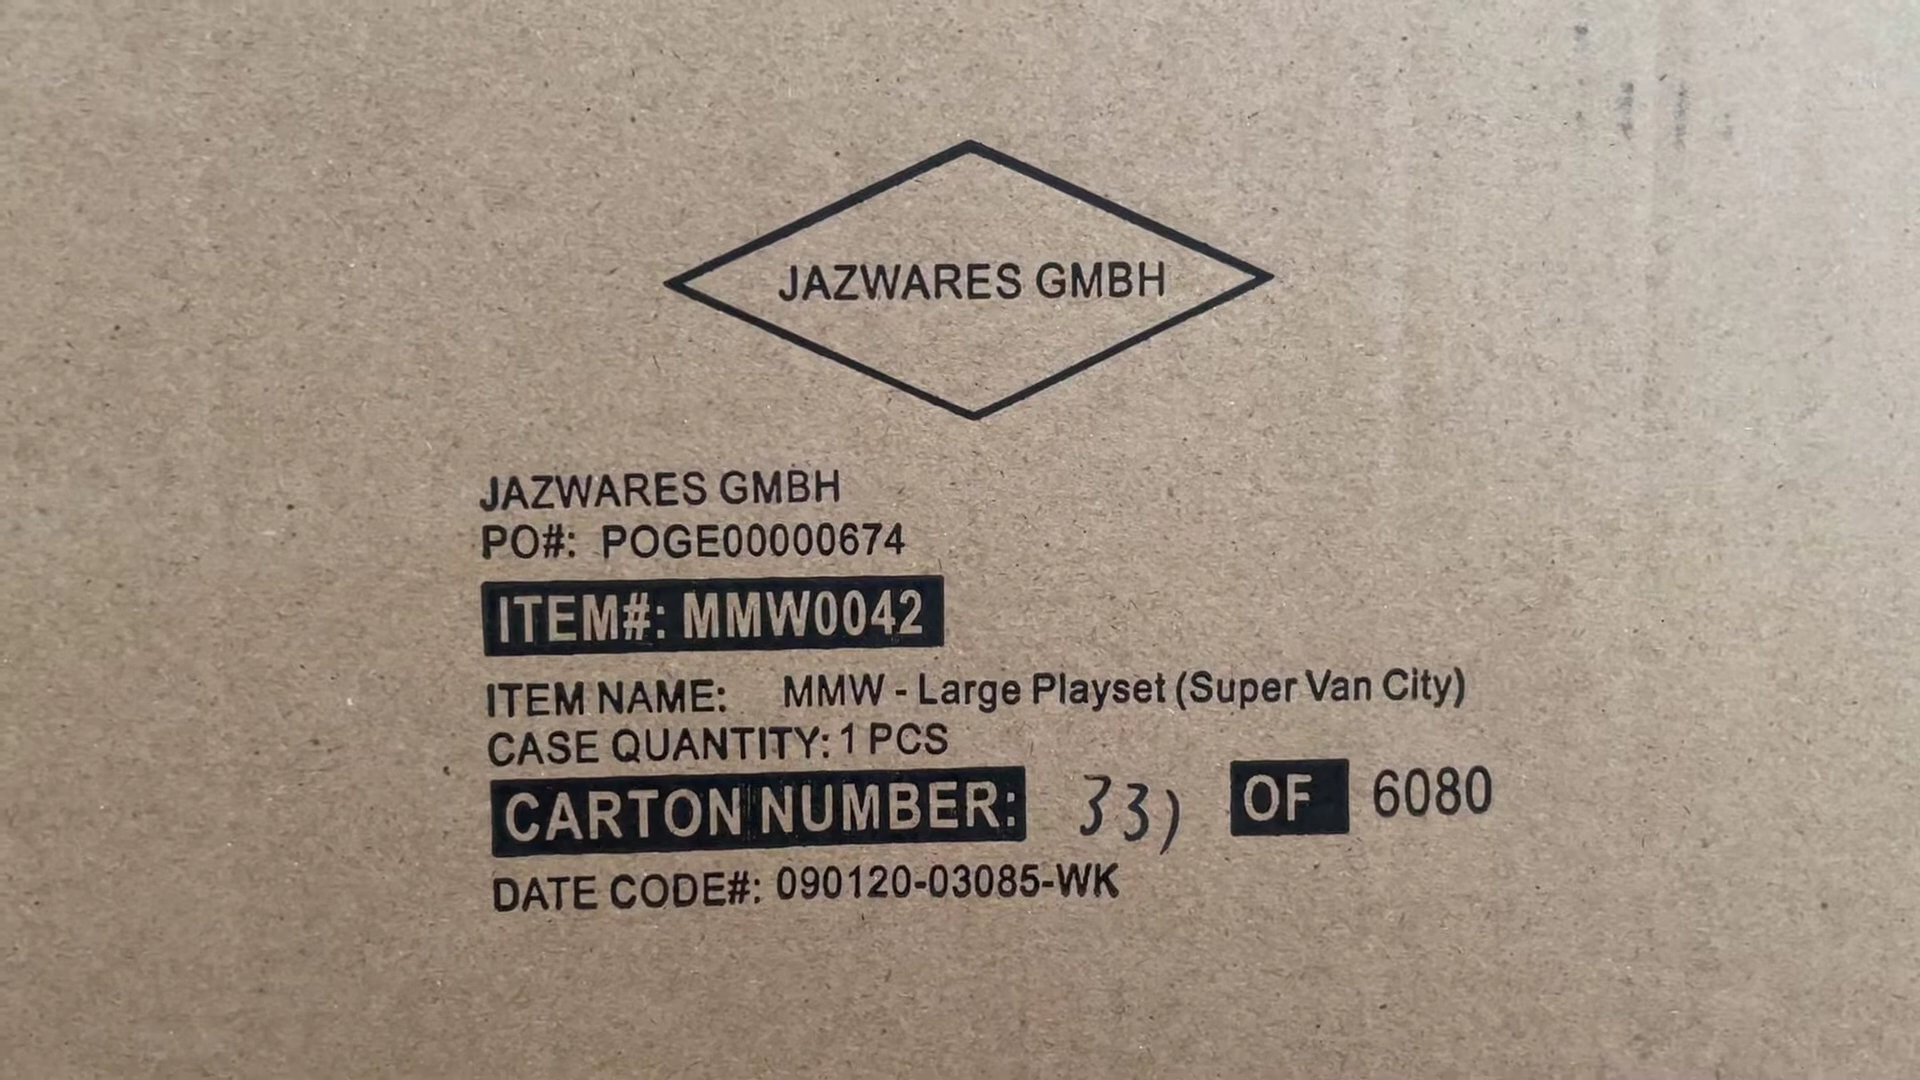 JAZWARES GMBH
JAZWARES GMBH
PO#: POGE00000674
ITEM#: MMW0042
ITEM NAME: MMW - Large Playset (Super Van City)
CASE QUANTITY: 1 PCS
CARTON NUMBER: OF 6080
DATE CODE#: 090120-03085-WK